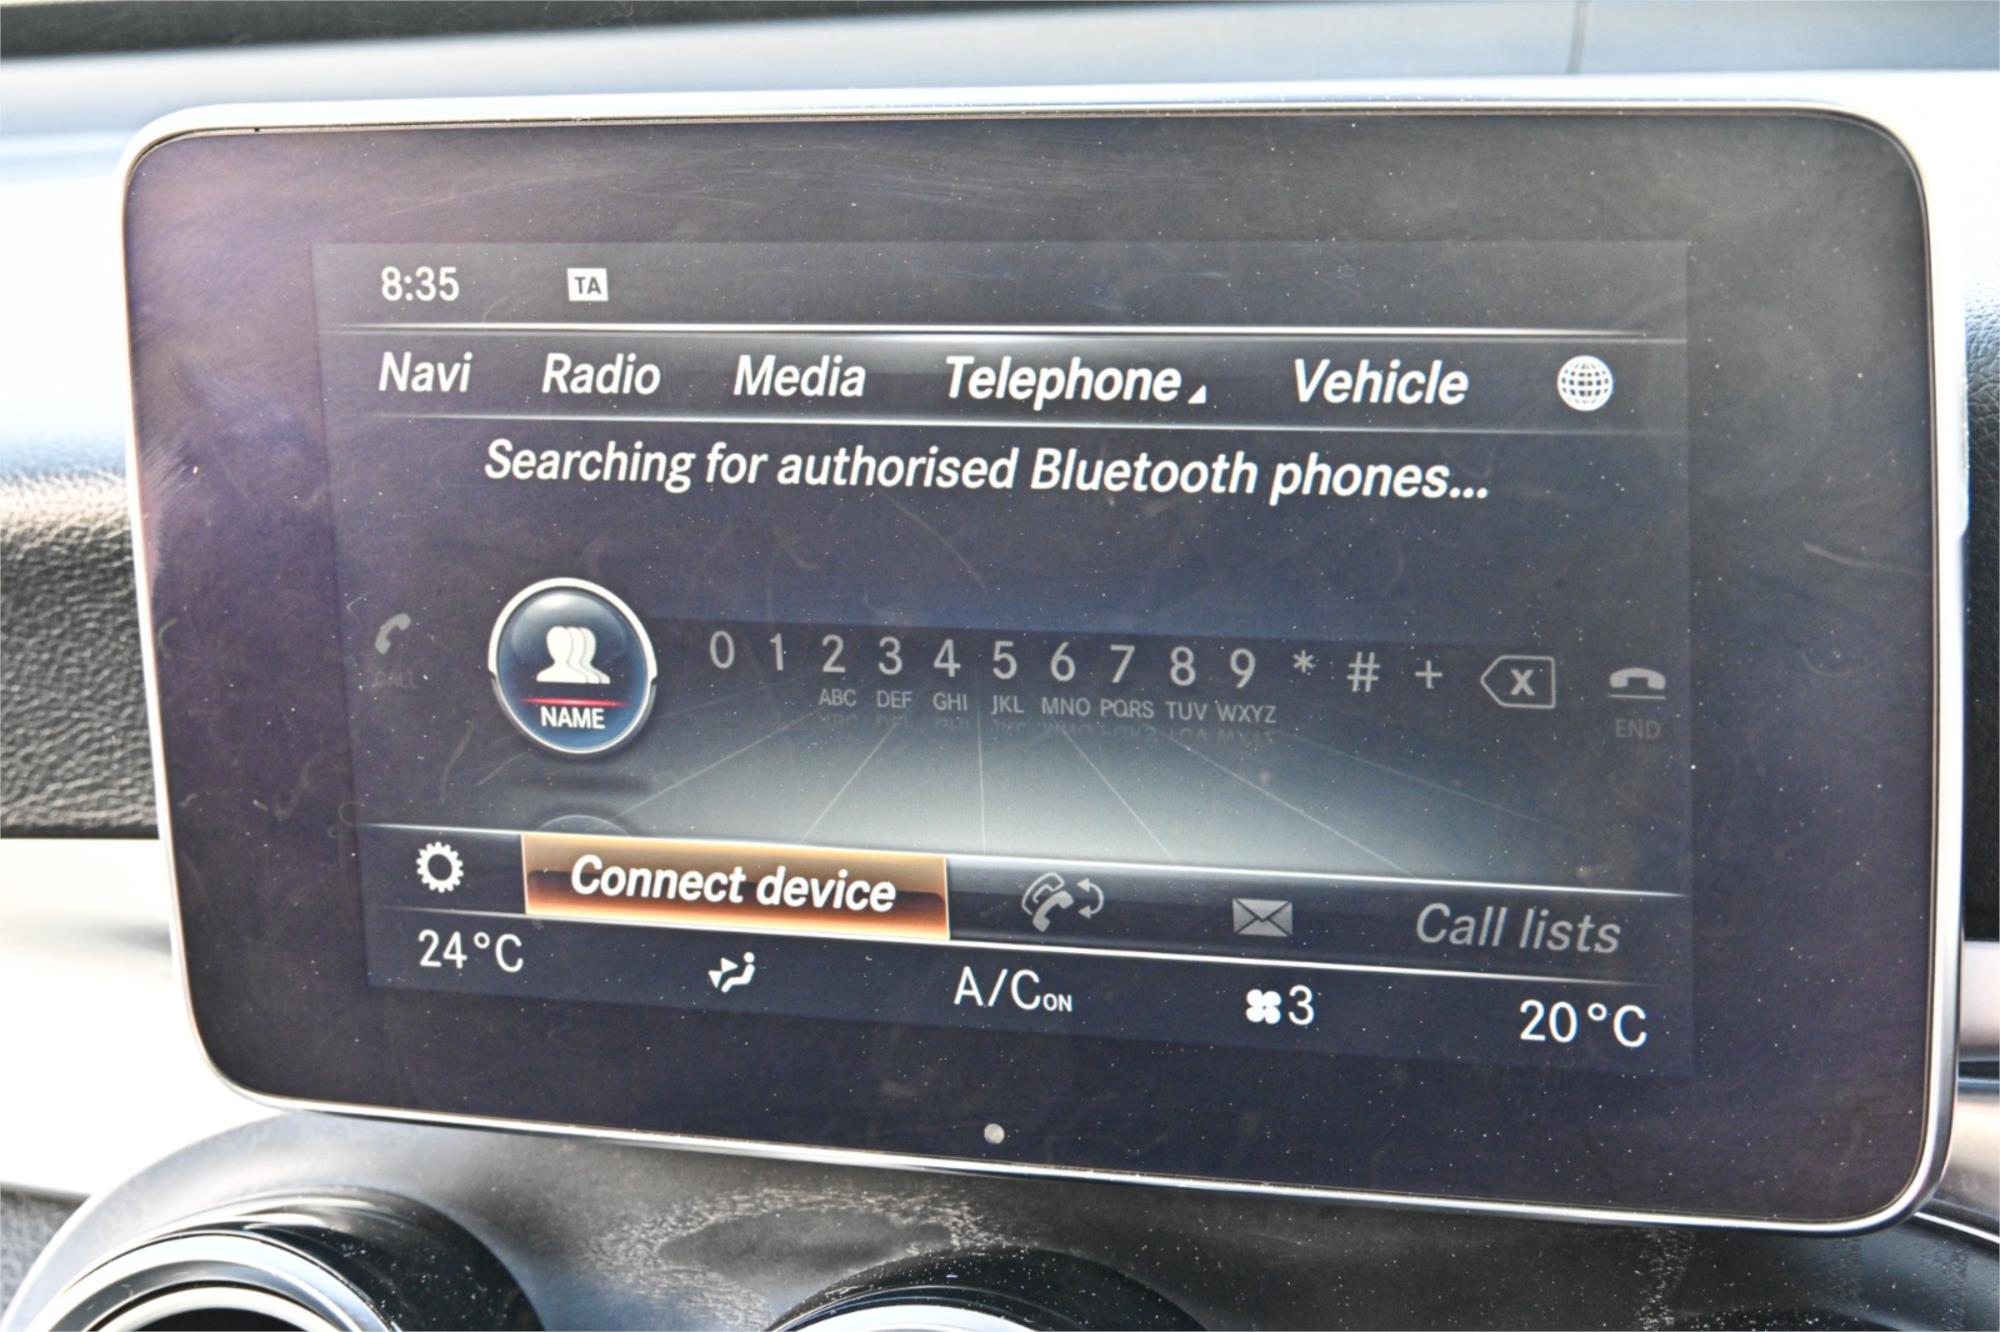 8:35 TA
Navi Radio Media Telephone Vehicle
Searching for authorised Bluetooth phones...
CALL NAME 0 1 2 3 4 5 6 7 8 9 * # + X END
ABC DEF GHI JKL MNO PQRS TUV WXYZ
Connect device Call lists
24°C A/C ON 3 20°C